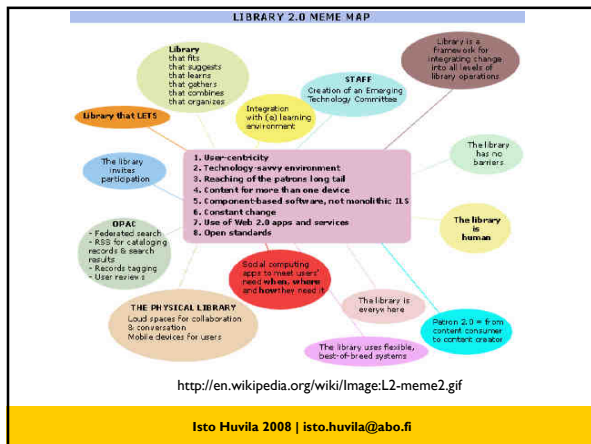 LIBRARY 2.0 MEME MAP
Library
that fits
that suggests
that learns
that gathers
that combines
that organizes
STAFF
Creation of an Emerging
Technology Committee
Library is a
framework for
integrating change
into all levels of
library operations
Library that LETS
Integration
with (e) learning
environment
The library
invites
participation
1. User-centricity
2. Technology-savvy environment
3. Reaching of the patrons long tail
4. Content for more than one device
5. Component-based software, not monolithic ILS
6. Constant change
7. Use of Web 2.0 apps and services
8. Open standards
The library
has no
barriers
OPAC
- Federated search
- RSS for cataloging
records & search
results
- Records tagging
- User reviews
The library
is
human
Social computing
apps to meet users'
need when, where
and how they need it
THE PHYSICAL LIBRARY
Loud spaces for collaboration
& conversation
Mobile devices for users
The library is
everywhere
Patron 2.0 = from
content consumer
to content creator
The library uses flexible,
best-of-breed systems
http://en.wikipedia.org/wiki/Image:L2-meme2.gif
Isto Huvila 2008 | isto.huvila@abo.fi